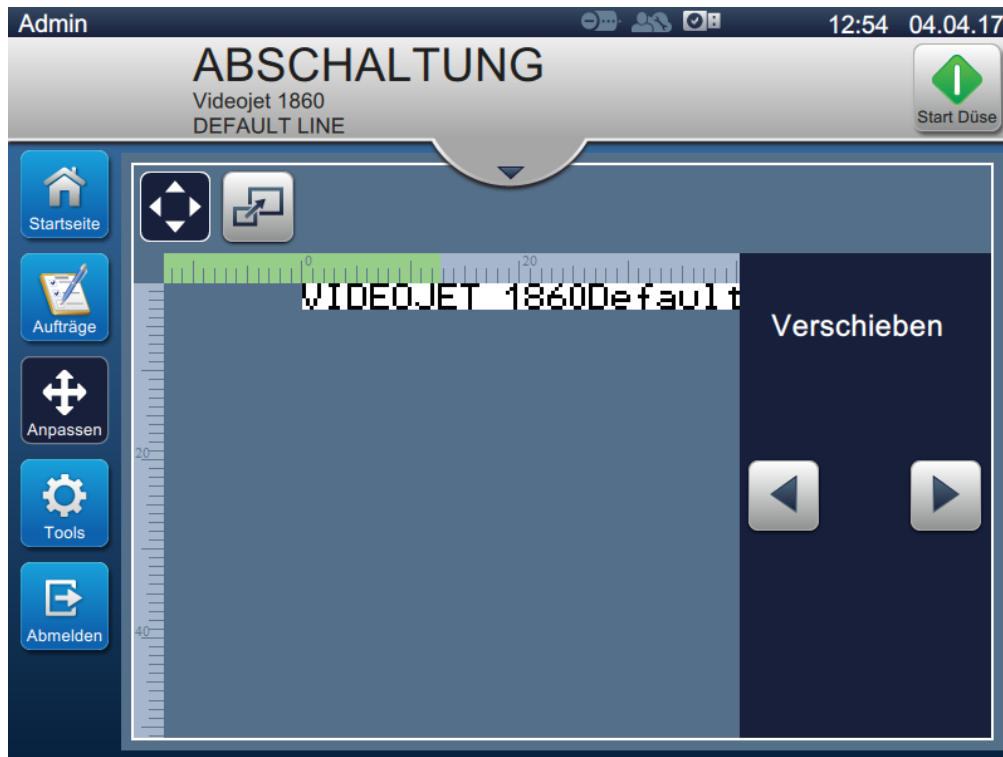 Admin
12:54 04.04.17
ABSCHALTUNG
Videojet 1860
DEFAULT LINE
Start Düse
Startseite
Aufträge
Anpassen
Tools
Abmelden
0 20
VIDEOJET 1860Default
20
40
Verschieben